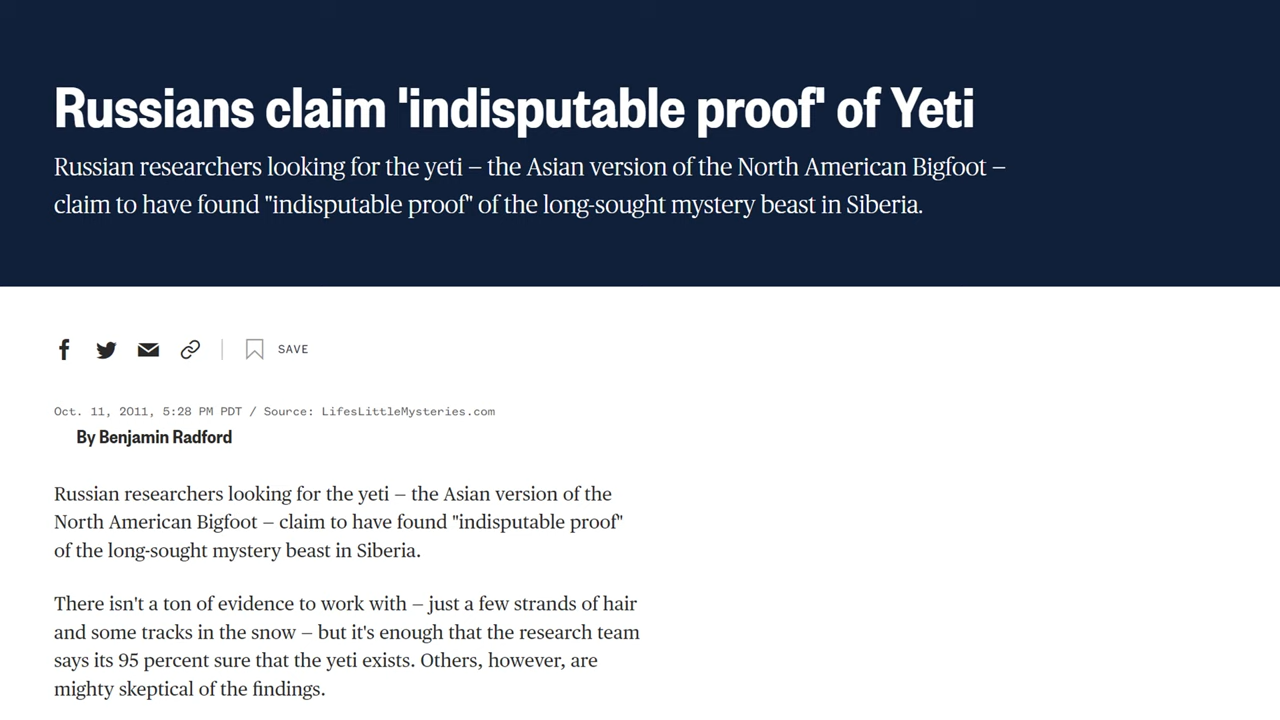 Russians claim 'indisputable proof' of Yeti
Russian researchers looking for the yeti – the Asian version of the North American Bigfoot –
claim to have found "indisputable proof" of the long-sought mystery beast in Siberia.
SAVE
Oct. 11, 2011, 5:28 PM PDT / Source: LifesLittleMysteries.com
By Benjamin Radford
Russian researchers looking for the yeti – the Asian version of the
North American Bigfoot – claim to have found "indisputable proof"
of the long-sought mystery beast in Siberia.
There isn't a ton of evidence to work with – just a few strands of hair
and some tracks in the snow – but it's enough that the research team
says its 95 percent sure that the yeti exists. Others, however, are
mighty skeptical of the findings.